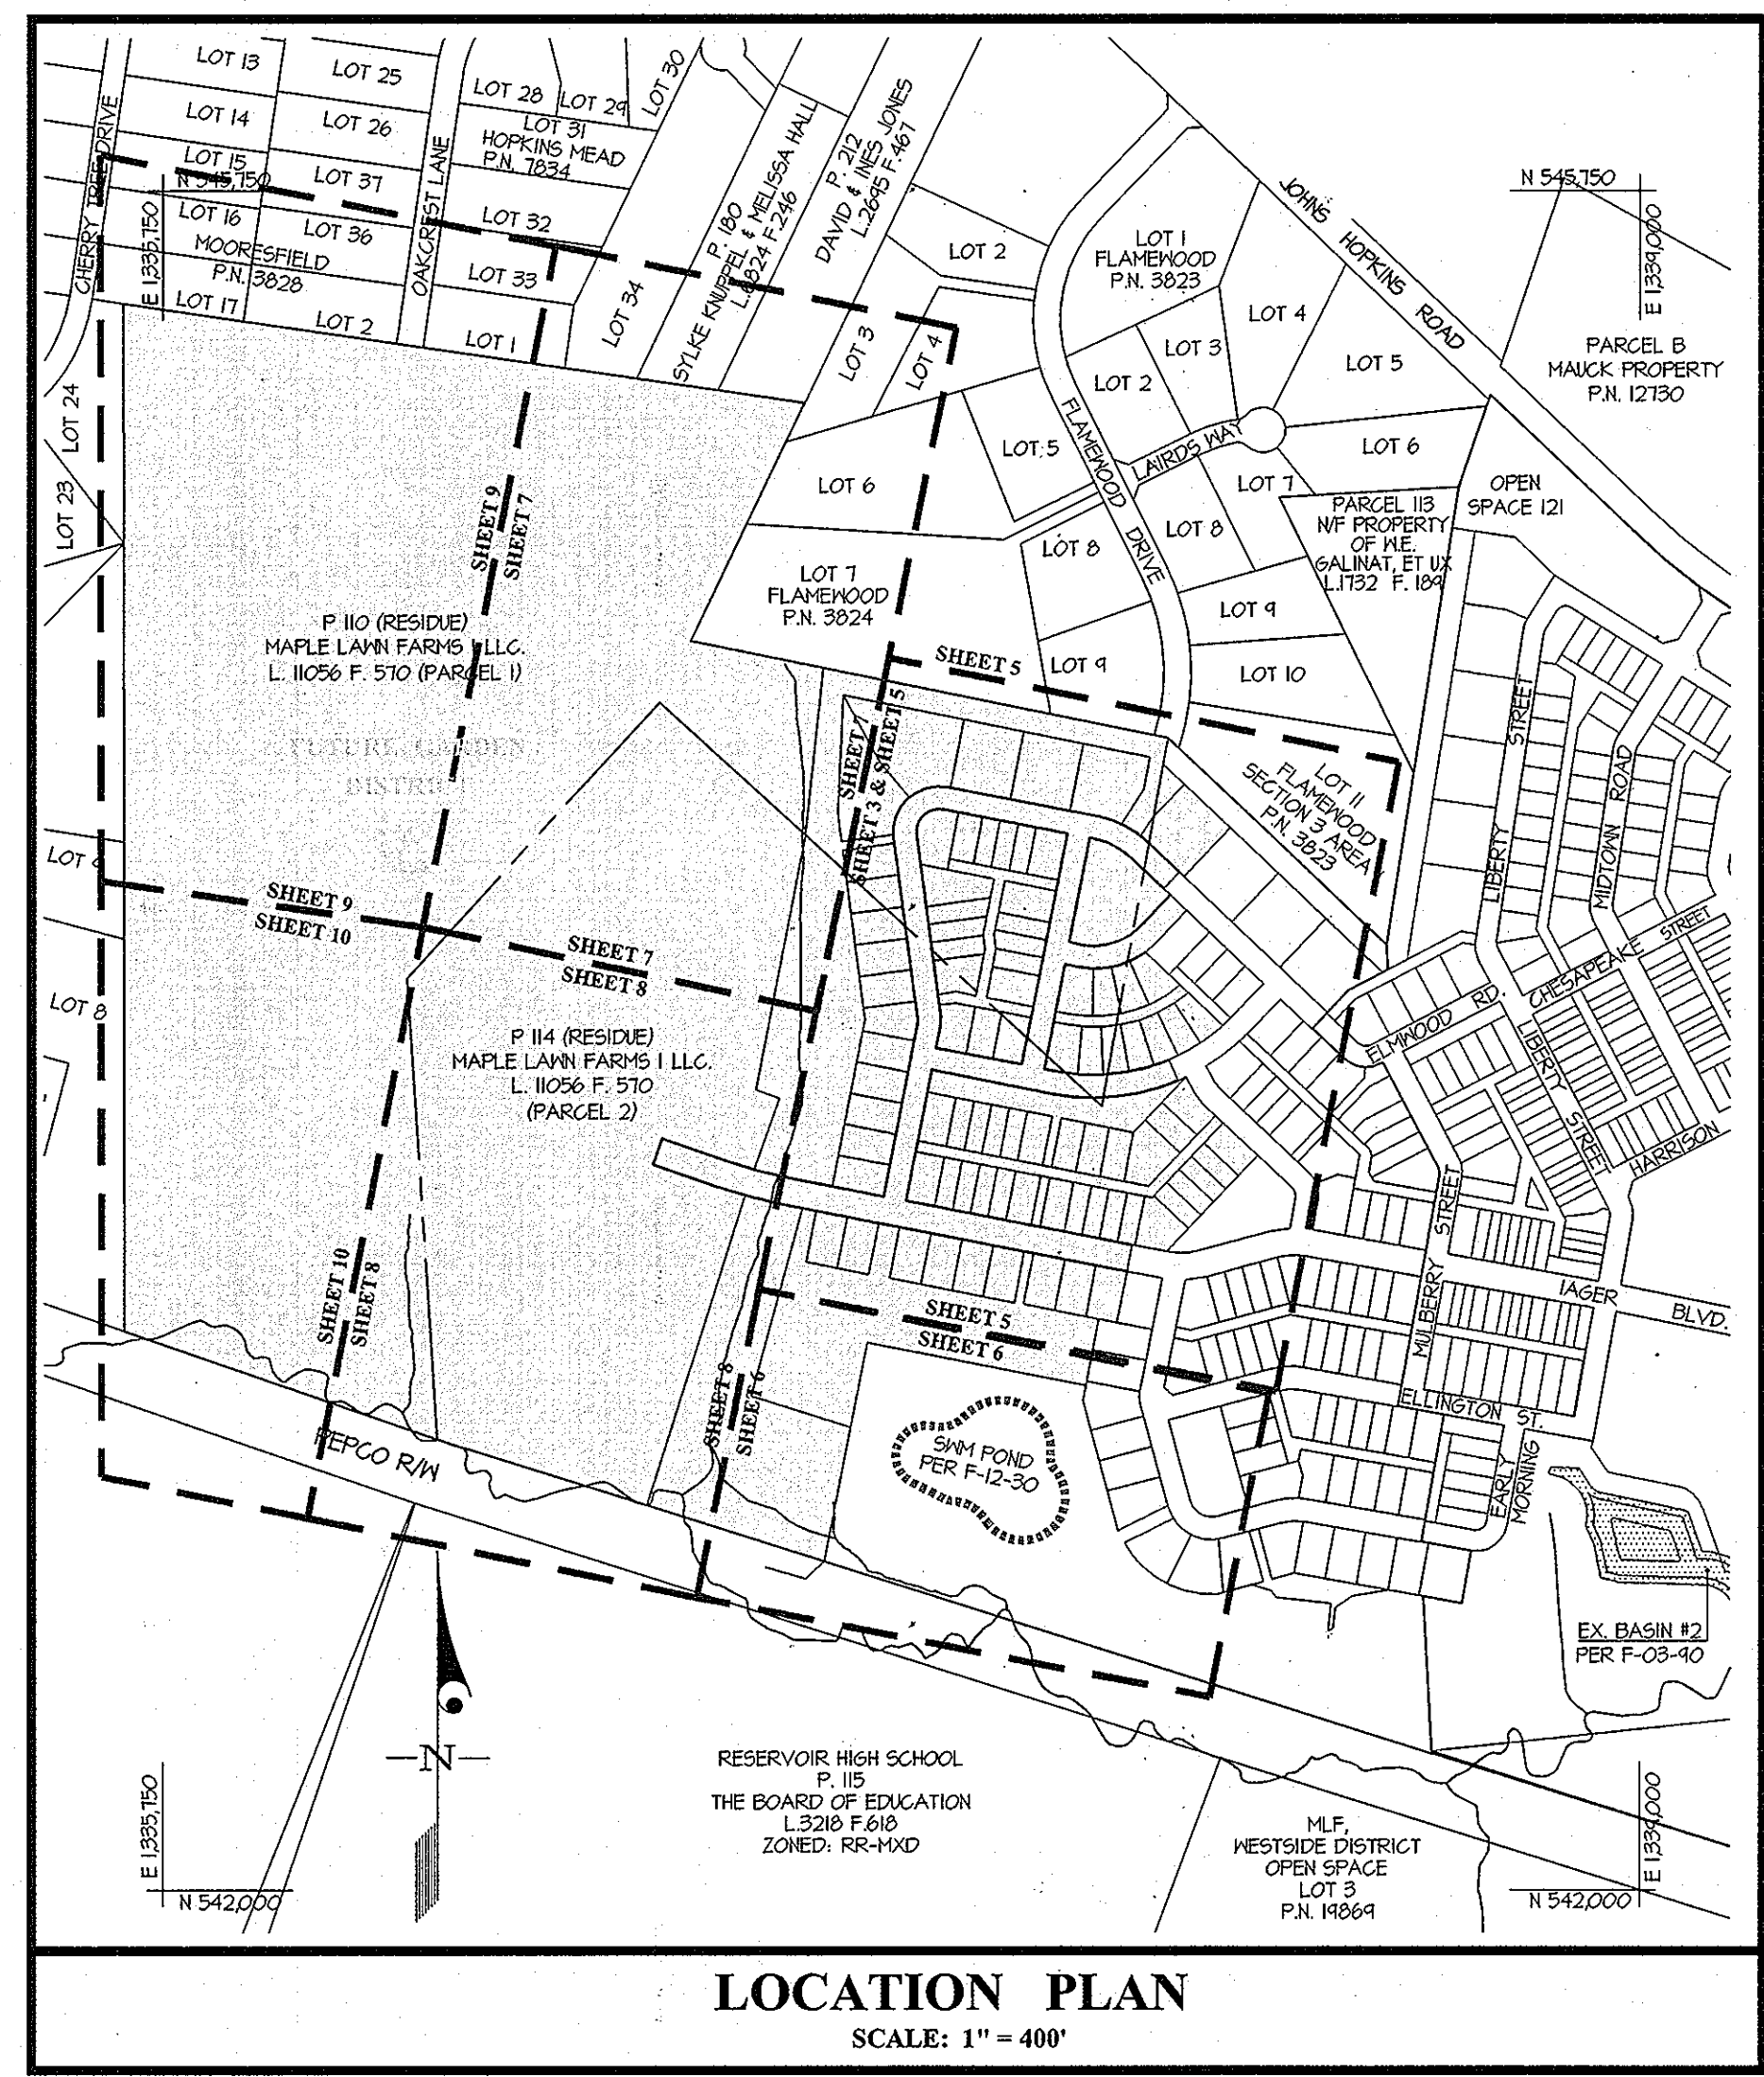 LOT 13
LOT 25
LOT 28
LOT 29
LOT 30
LOT 14
LOT 26
LOT 31
HOPKINS MEAD
P.N. 7834
CHERRY TREE DRIVE
OAKCREST LANE
LOT 15
N 545,750
E 1,335,750
LOT 37
LOT 16
LOT 36
LOT 32
MOORESFIELD
P.N. 3828
LOT 33
LOT 17
LOT 2
LOT 1
LOT 34
P. 180
SYLKE KNUPPEL & MELISSA HALL
L.6824 F.246
P. 212
DAVID & INES JONES
L.2695 F.467
LOT 2
LOT 3
LOT 4
LOT 1
FLAMEWOOD
P.N. 3823
JOHNS HOPKINS ROAD
N 545,750
E 1,339,000
LOT 4
LOT 3
LOT 2
LOT 5
PARCEL B
MAUCK PROPERTY
P.N. 12730
LOT 24
LOT 23
SHEET 9
SHEET 7
LOT 5
LOT 6
FLAMEWOOD DRIVE
LAIRDS WAY
LOT 6
LOT 7
LOT 8
LOT 8
OPEN
SPACE 121
PARCEL 113
N/F PROPERTY
OF W.E.
GALINAT, ET UX
L.1732 F. 189
LOT 7
FLAMEWOOD
P.N. 3824
LOT 9
P 110 (RESIDUE)
MAPLE LAWN FARMS I LLC.
L. 11056 F. 570 (PARCEL 1)
SHEET 5
LOT 9
LOT 10
FUTURE GARDEN
DISTRICT
SHEET 7
SHEET 3 & SHEET 5
LOT 11
FLAMEWOOD
SECTION 3 AREA
P.N. 3823
LIBERTY STREET
MIDTOWN ROAD
SHEET 9
SHEET 10
SHEET 7
SHEET 8
CHESAPEAKE STREET
ELMWOOD RD.
LIBERTY STREET
HARRISON
LOT 8
P 114 (RESIDUE)
MAPLE LAWN FARMS I LLC.
L. 11056 F. 570
(PARCEL 2)
MULBERRY STREET
SHEET 10
SHEET 8
IAGER BLVD.
SHEET 5
SHEET 6
SHEET 8
SHEET 6
ELLINGTON ST.
EARLY
MORNING
SWM POND
PER F-12-30
PEPCO R/W
EX. BASIN #2
PER F-03-90
N
RESERVOIR HIGH SCHOOL
P. 115
THE BOARD OF EDUCATION
L.3218 F.618
ZONED: RR-MXD
MLF,
WESTSIDE DISTRICT
OPEN SPACE
LOT 3
P.N. 19869
E 1,335,750
N 542,000
E 1,339,000
N 542,000
LOCATION PLAN
SCALE: 1" = 400'